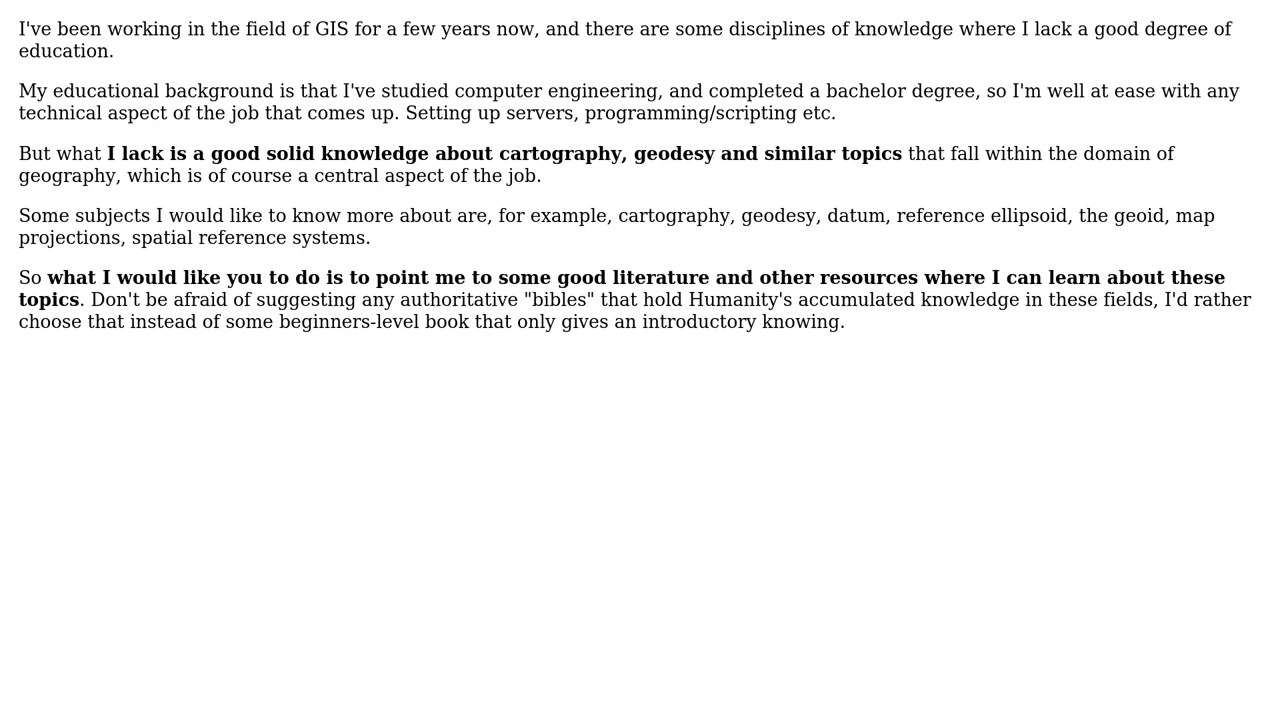 I've been working in the field of GIS for a few years now, and there are some disciplines of knowledge where I lack a good degree of
education.
My educational background is that I've studied computer engineering, and completed a bachelor degree, so I'm well at ease with any
technical aspect of the job that comes up. Setting up servers, programming/scripting etc.
But what I lack is a good solid knowledge about cartography, geodesy and similar topics that fall within the domain of
geography, which is of course a central aspect of the job.
Some subjects I would like to know more about are, for example, cartography, geodesy, datum, reference ellipsoid, the geoid, map
projections, spatial reference systems.
So what I would like you to do is to point me to some good literature and other resources where I can learn about these
topics. Don't be afraid of suggesting any authoritative "bibles" that hold Humanity's accumulated knowledge in these fields, I'd rather
choose that instead of some beginners-level book that only gives an introductory knowing.